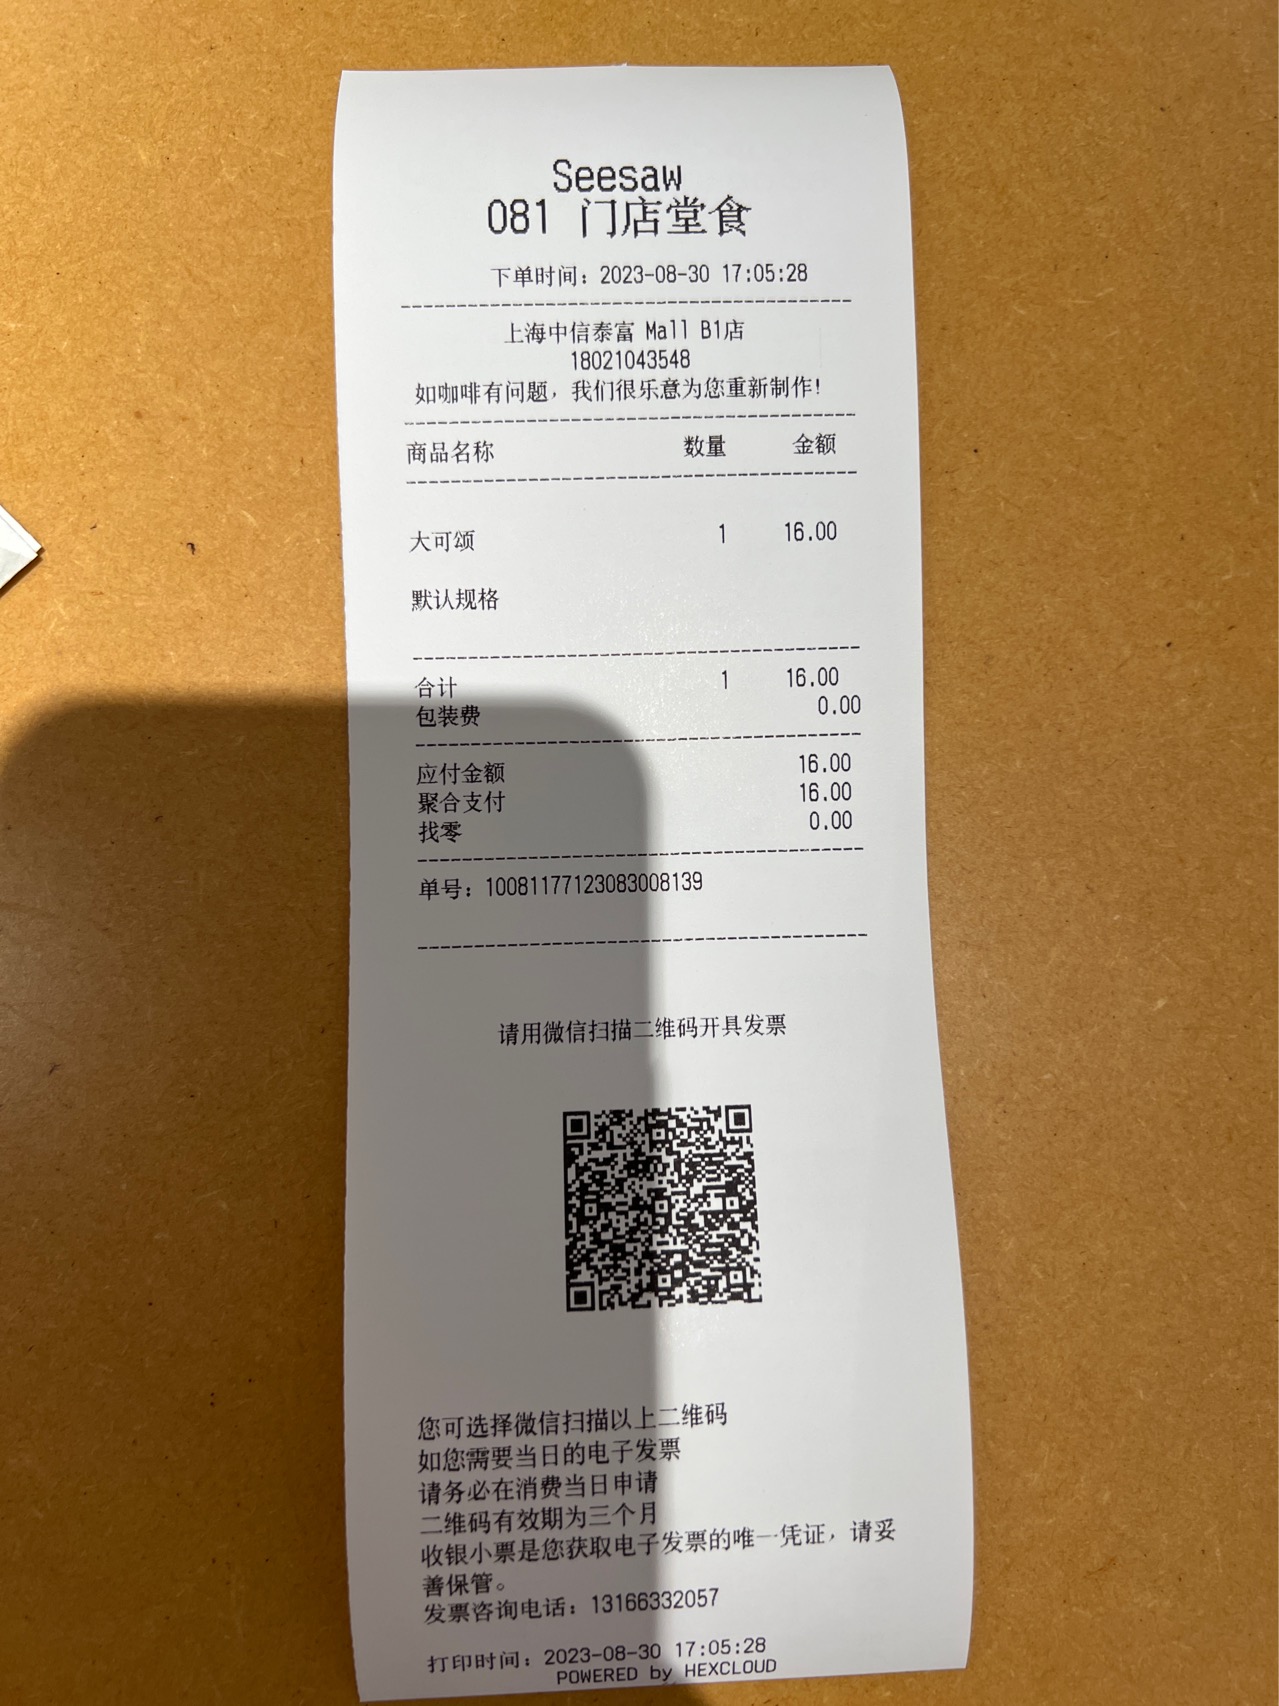 Seesaw
081 门店堂食
下单时间：2023-08-30 17:05:28
上海中信泰富 Mall B1店
18021043548
如咖啡有问题，我们很乐意为您重新制作！
商品名称 数量 金额
大可颂 1 16.00
默认规格
合计 1 16.00
包装费 0.00
应付金额 16.00
聚合支付 16.00
找零 0.00
单号：10081177123083008139
请用微信扫描二维码开具发票
您可选择微信扫描以上二维码
如您需要当日的电子发票
请务必在消费当日申请
二维码有效期为三个月
收银小票是您获取电子发票的唯一凭证，请妥
善保管。
发票咨询电话：13166332057
打印时间：2023-08-30 17:05:28
POWERED by HEXCLOUD